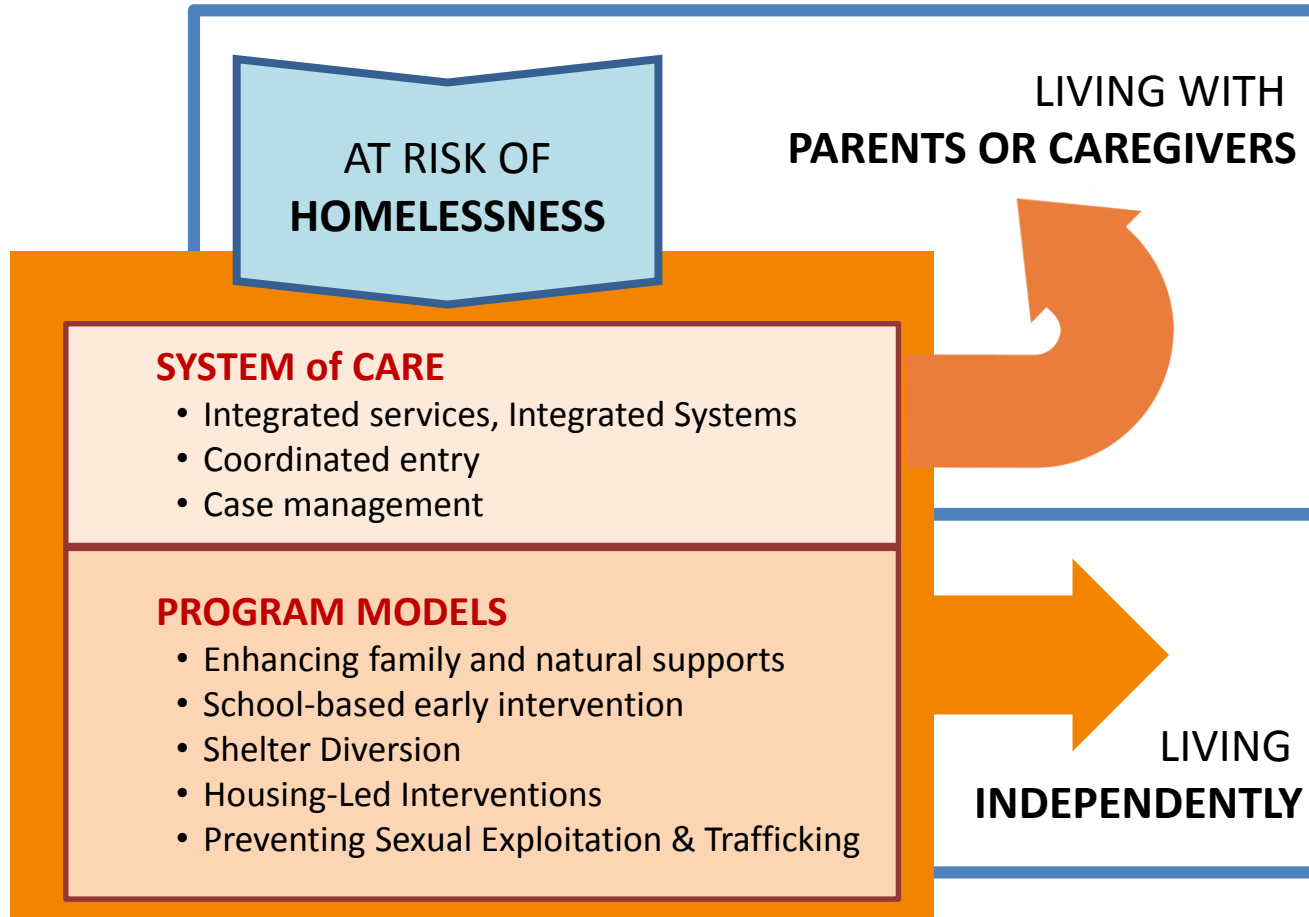 AT RISK OF
HOMELESSNESS
LIVING WITH
PARENTS OR CAREGIVERS
SYSTEM of CARE
• Integrated services, Integrated Systems
• Coordinated entry
• Case management
PROGRAM MODELS
• Enhancing family and natural supports
• School-based early intervention
• Shelter Diversion
• Housing-Led Interventions
• Preventing Sexual Exploitation & Trafficking
LIVING
INDEPENDENTLY